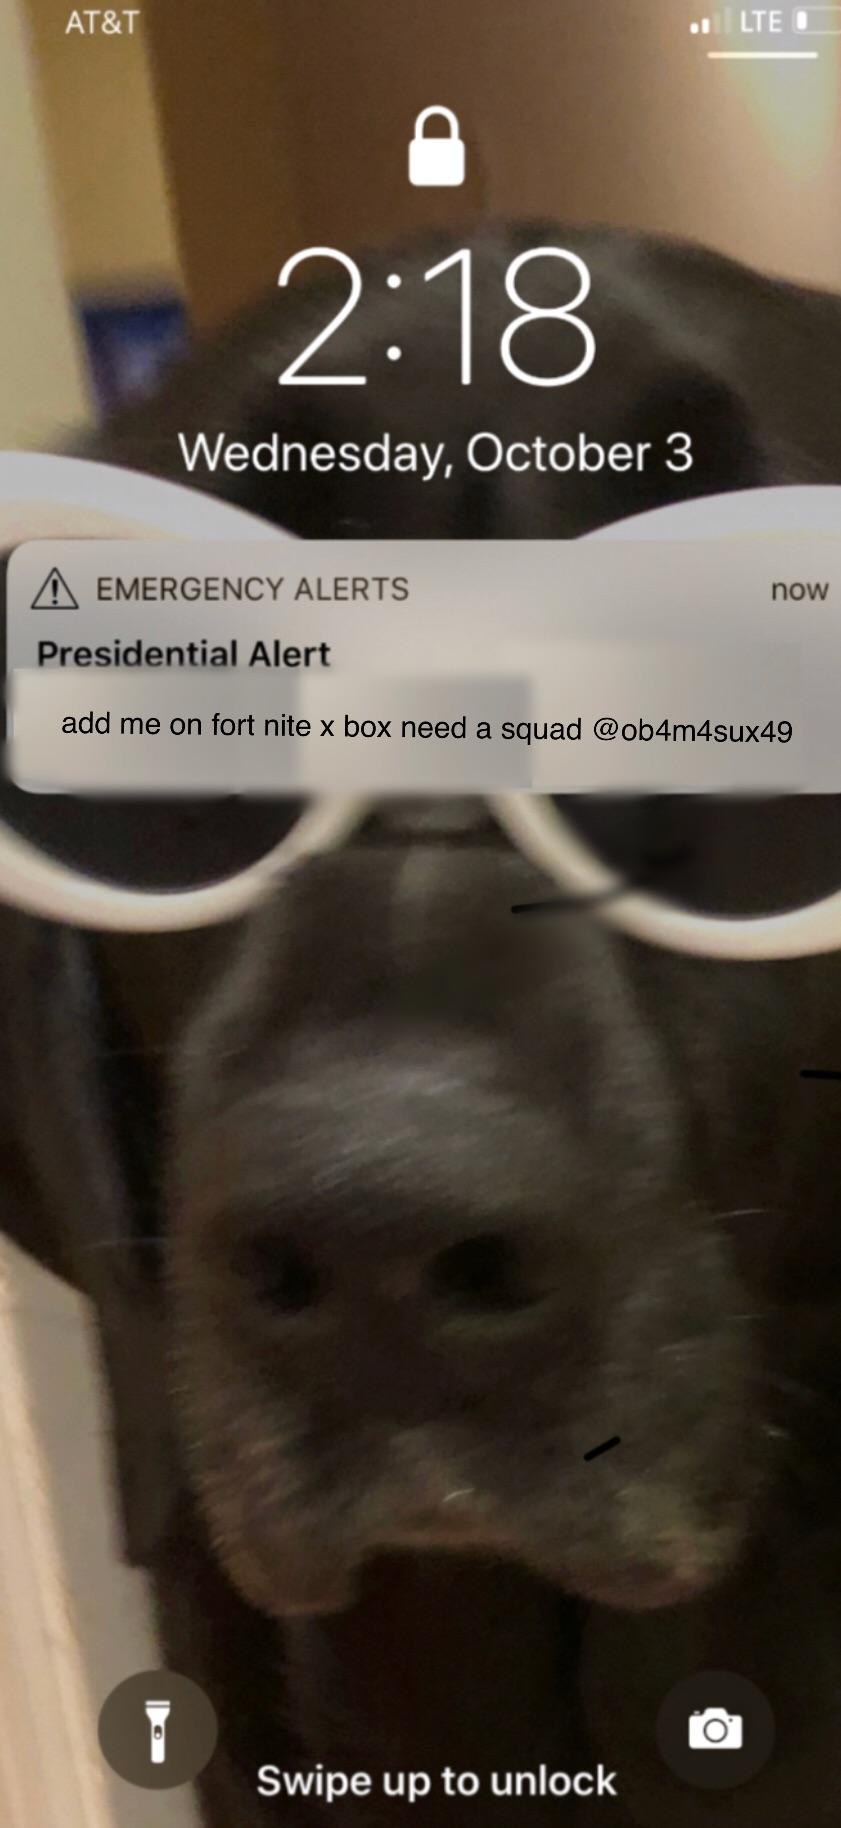 AT&T LTE
2:18
Wednesday, October 3
EMERGENCY ALERTS now
Presidential Alert
add me on fort nite x box need a squad @ob4m4sux49
Swipe up to unlock